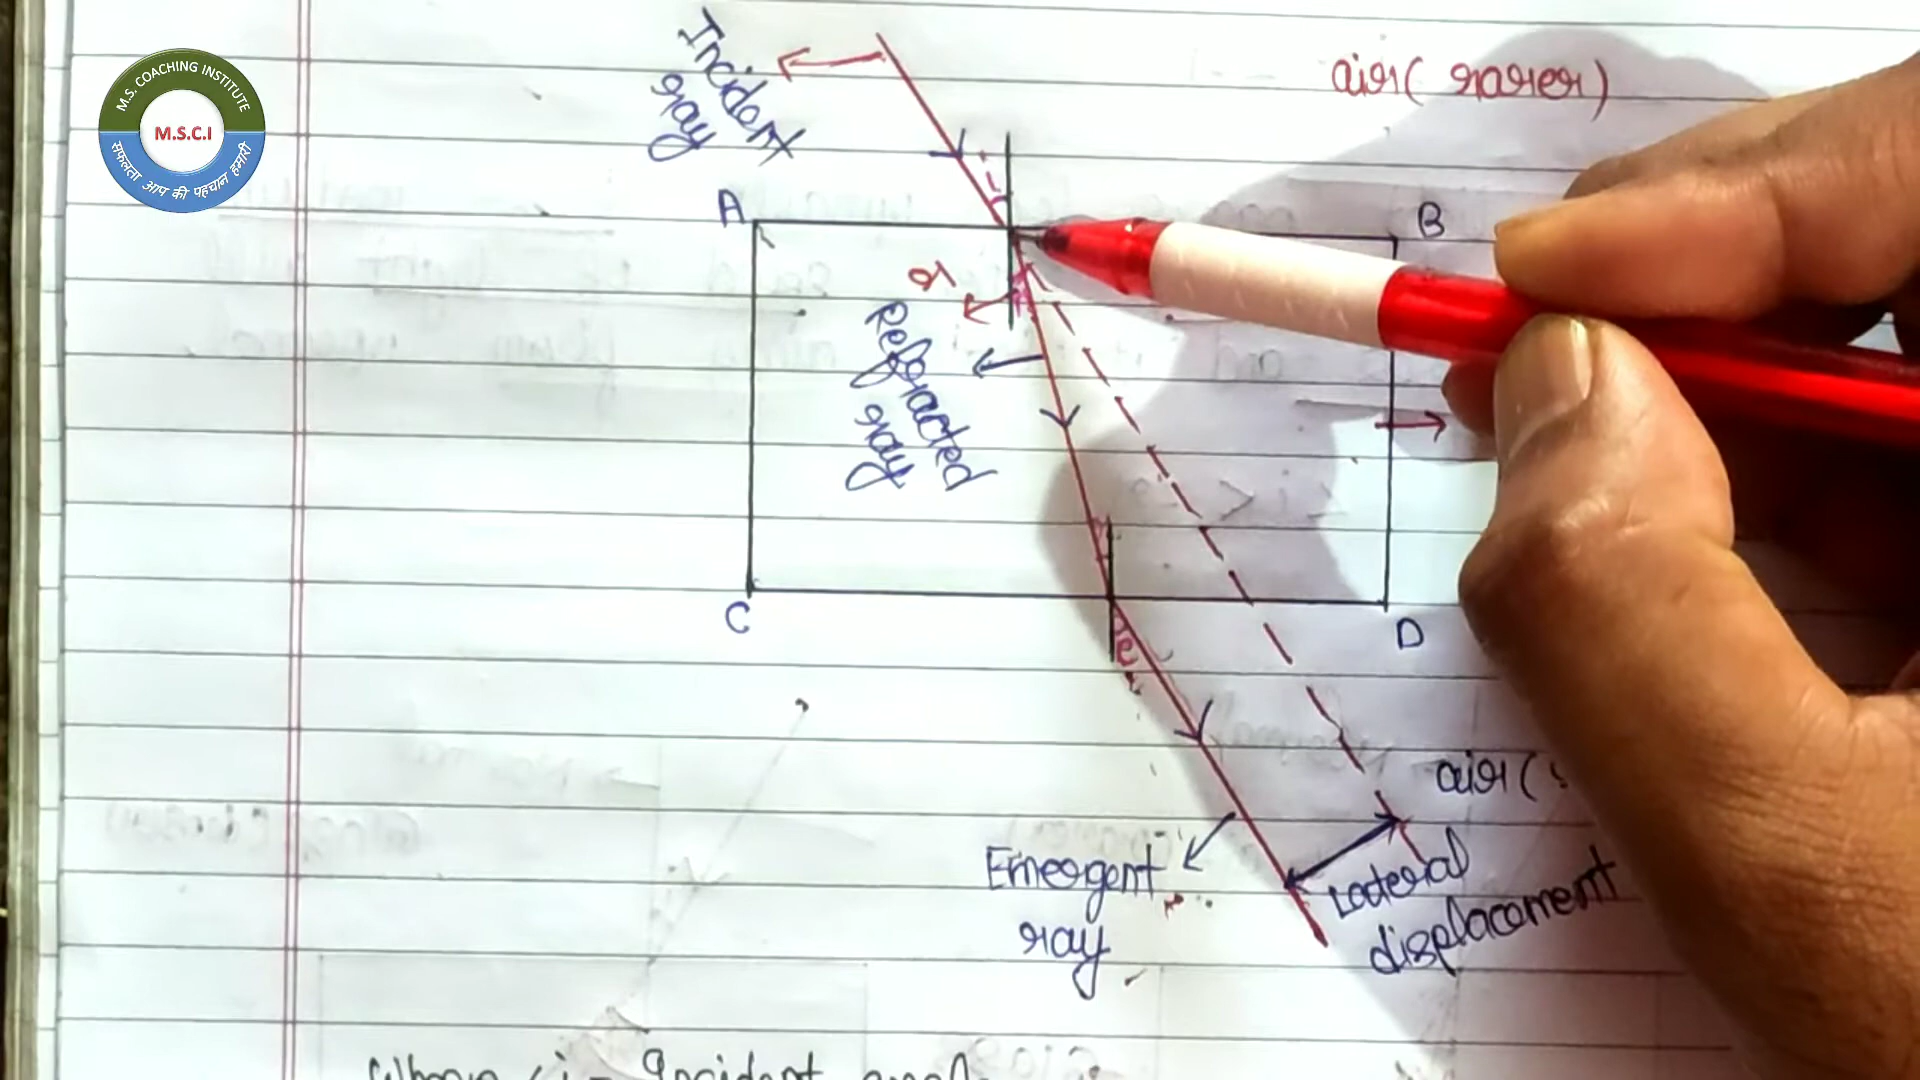 M.S. COACHING INSTITUTE
M.S.C.I
सफलता आप की पहचान हमारी
Incident
ray
air( rarer)
i
A
B
r
Refracted
ray
r
C
D
e
air(
Emergent
ray
Lateral
displacement
Where <i - Incident